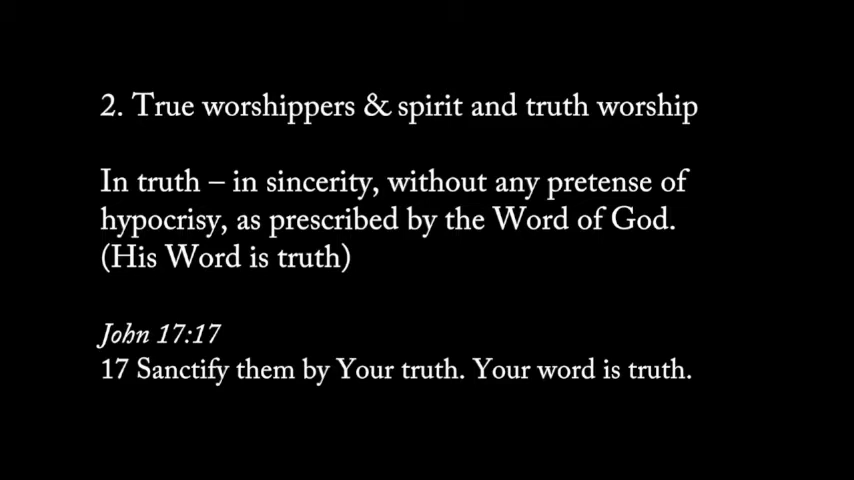 2. True worshippers & spirit and truth worship
In truth – in sincerity, without any pretense of
hypocrisy, as prescribed by the Word of God.
(His Word is truth)
John 17:17
17 Sanctify them by Your truth. Your word is truth.